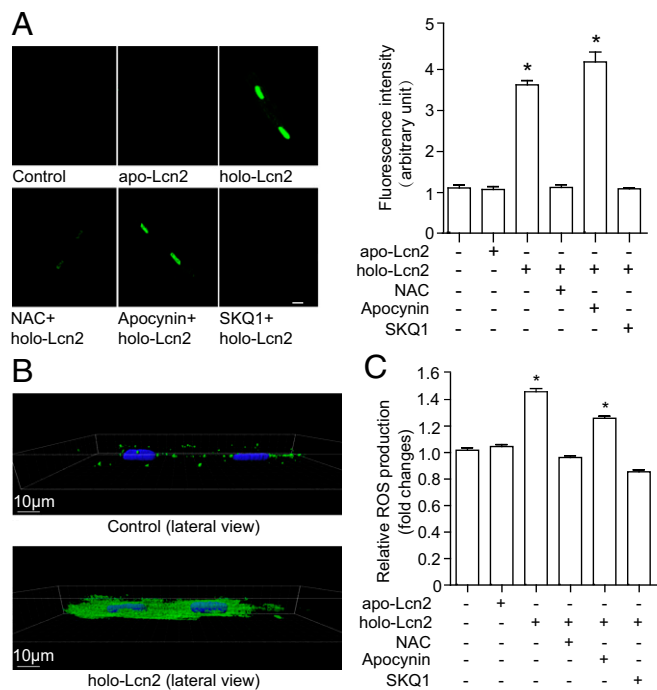 A
Control apo-Lcn2 holo-Lcn2
NAC+ Apocynin+ SKQ1+
holo-Lcn2 holo-Lcn2 holo-Lcn2
Fluorescence intensity
(arbitrary unit)
5
4
3
2
1
0
* *
apo-Lcn2 - + - - - -
holo-Lcn2 - - + + + +
NAC - - - + - -
Apocynin - - - - + -
SKQ1 - - - - - +
B
10μm
Control (lateral view)
10μm
holo-Lcn2 (lateral view)
C
Relative ROS production
(fold changes)
1.6
1.4
1.2
1.0
0.8
0.6
0.4
0.2
0
* *
apo-Lcn2 - + - - - -
holo-Lcn2 - - + + + +
NAC - - - + - -
Apocynin - - - - + -
SKQ1 - - - - - +